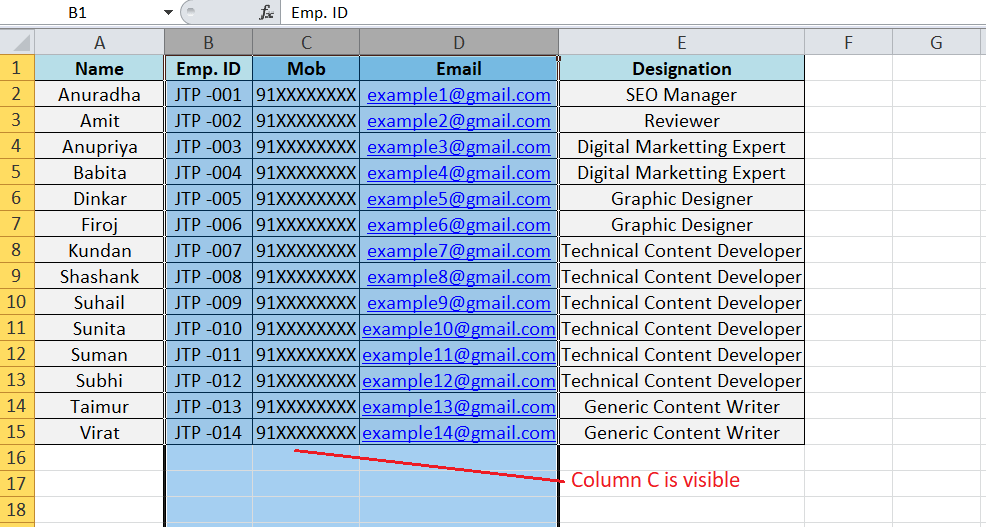 B1 fx Emp. ID
A B C D E F G
1 Name Emp. ID Mob Email Designation
2 Anuradha JTP -001 91XXXXXXXX example1@gmail.com SEO Manager
3 Amit JTP -002 91XXXXXXXX example2@gmail.com Reviewer
4 Anupriya JTP -003 91XXXXXXXX example3@gmail.com Digital Marketting Expert
5 Babita JTP -004 91XXXXXXXX example4@gmail.com Digital Marketting Expert
6 Dinkar JTP -005 91XXXXXXXX example5@gmail.com Graphic Designer
7 Firoj JTP -006 91XXXXXXXX example6@gmail.com Graphic Designer
8 Kundan JTP -007 91XXXXXXXX example7@gmail.com Technical Content Developer
9 Shashank JTP -008 91XXXXXXXX example8@gmail.com Technical Content Developer
10 Suhail JTP -009 91XXXXXXXX example9@gmail.com Technical Content Developer
11 Sunita JTP -010 91XXXXXXXX example10@gmail.com Technical Content Developer
12 Suman JTP -011 91XXXXXXXX example11@gmail.com Technical Content Developer
13 Subhi JTP -012 91XXXXXXXX example12@gmail.com Technical Content Developer
14 Taimur JTP -013 91XXXXXXXX example13@gmail.com Generic Content Writer
15 Virat JTP -014 91XXXXXXXX example14@gmail.com Generic Content Writer
16
17 Column C is visible
18